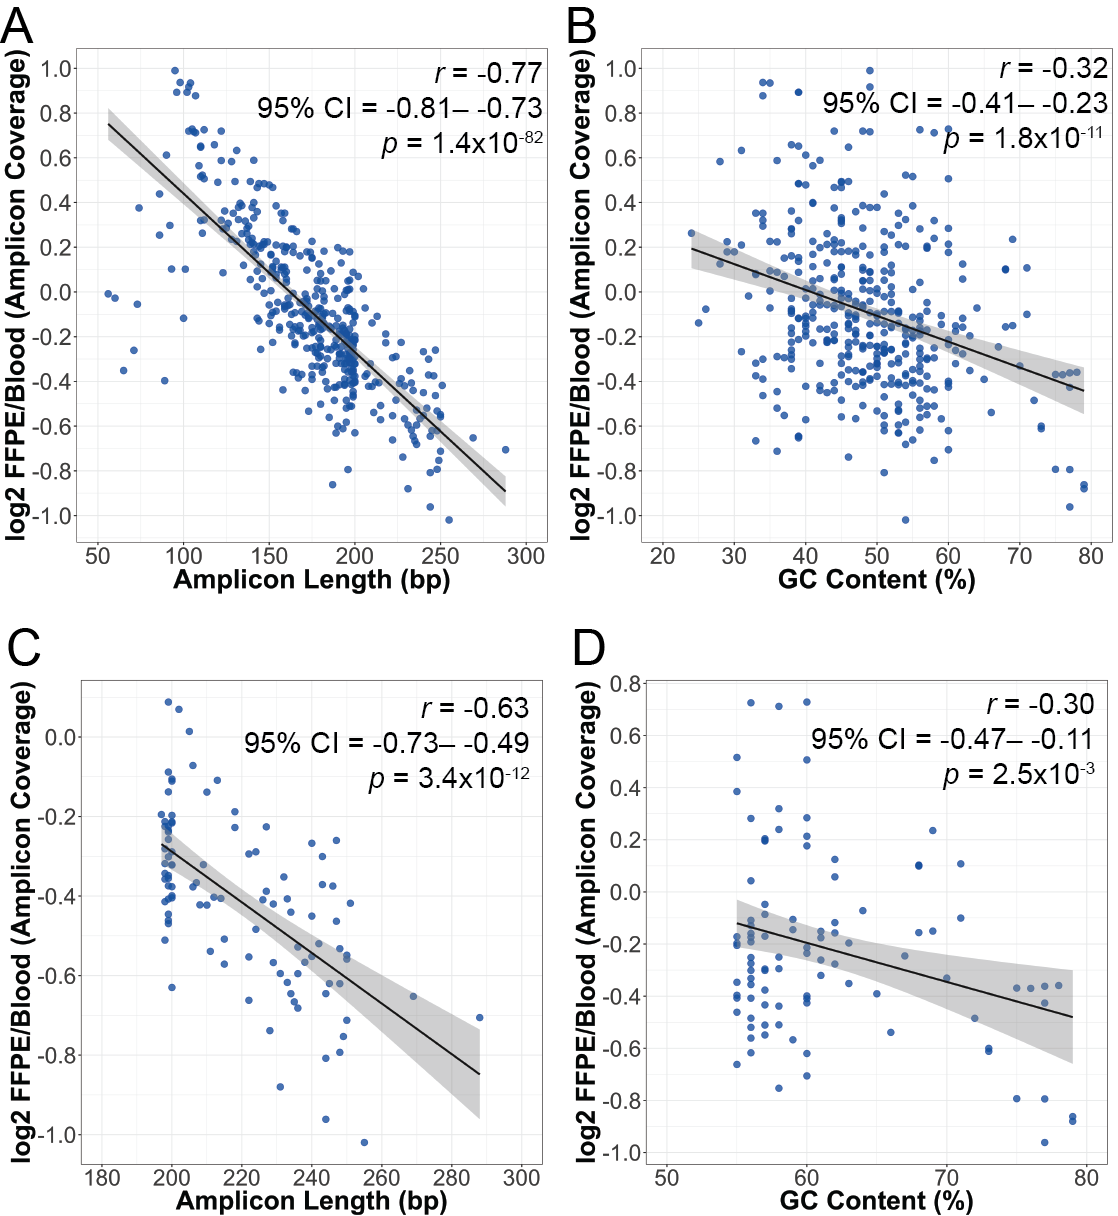 A
log2 FFPE/Blood (Amplicon Coverage)
r = -0.77
95% CI = -0.81– -0.73
p = 1.4x10-82
1.0
0.8
0.6
0.4
0.2
0.0
-0.2
-0.4
-0.6
-0.8
-1.0
50 100 150 200 250 300
Amplicon Length (bp)
B
log2 FFPE/Blood (Amplicon Coverage)
r = -0.32
95% CI = -0.41– -0.23
p = 1.8x10-11
1.0
0.8
0.6
0.4
0.2
0.0
-0.2
-0.4
-0.6
-0.8
-1.0
20 30 40 50 60 70 80
GC Content (%)
C
log2 FFPE/Blood (Amplicon Coverage)
r = -0.63
95% CI = -0.73– -0.49
p = 3.4x10-12
0.0
-0.2
-0.4
-0.6
-0.8
-1.0
180 200 220 240 260 280 300
Amplicon Length (bp)
D
log2 FFPE/Blood (Amplicon Coverage)
r = -0.30
95% CI = -0.47– -0.11
p = 2.5x10-3
0.8
0.6
0.4
0.2
0.0
-0.2
-0.4
-0.6
-0.8
-1.0
50 60 70 80
GC Content (%)